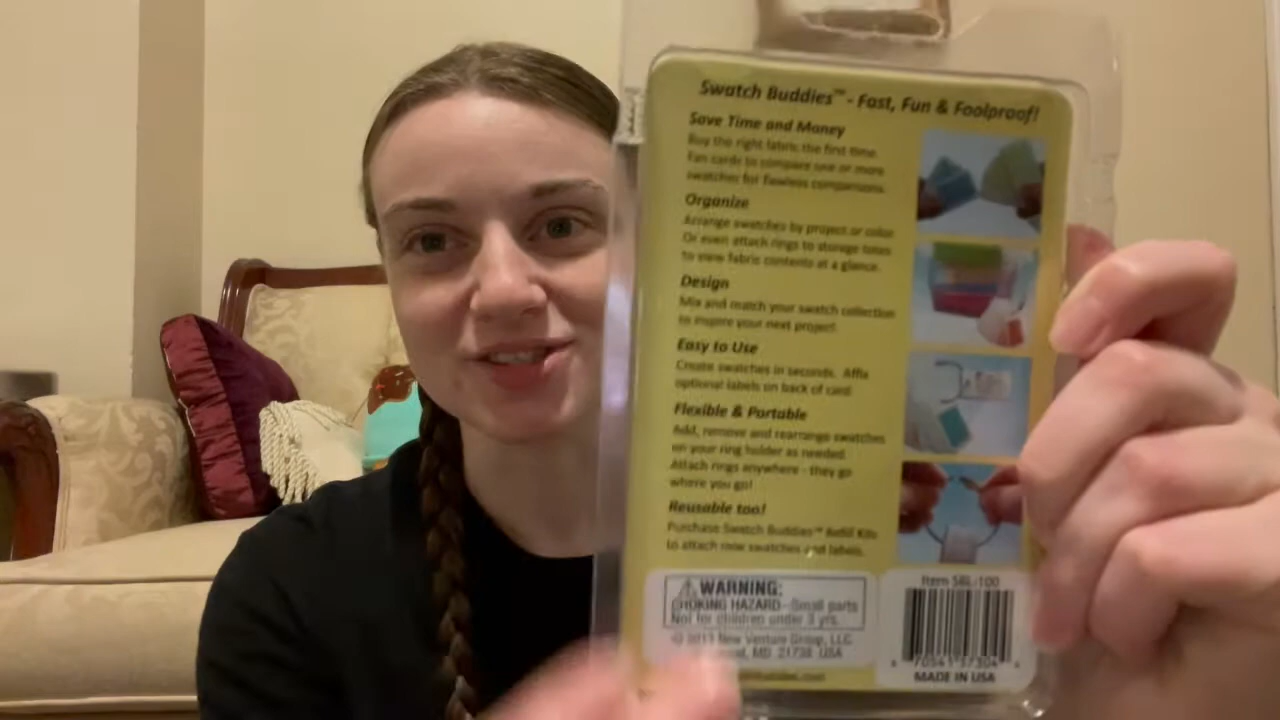 Swatch Buddies™ - Fast, Fun & Foolproof!
Save Time and Money
Buy the right fabric the first time.
Fan cards to compare one or more
swatches for flawless comparisons.
Organize
Arrange swatches by project or color
Or even attach rings to storage totes
to view fabric contents at a glance.
Design
Mix and match your swatch collection
to inspire your next project
Easy to Use
Create swatches in seconds. Affix
optional labels on back of card
Flexible & Portable
Add, remove and rearrange swatches
on your ring holder as needed.
Attach rings anywhere - they go
where you go!
Reusable too!
Purchase Swatch Buddies™ Refill Kits
to attach new swatches and labels.
WARNING:
CHOKING HAZARD--Small parts
Not for children under 3 yrs.
© 2013 New Venture Group, LLC
MD 21738 USA
Item SBL-100
70541 57304
MADE IN USA